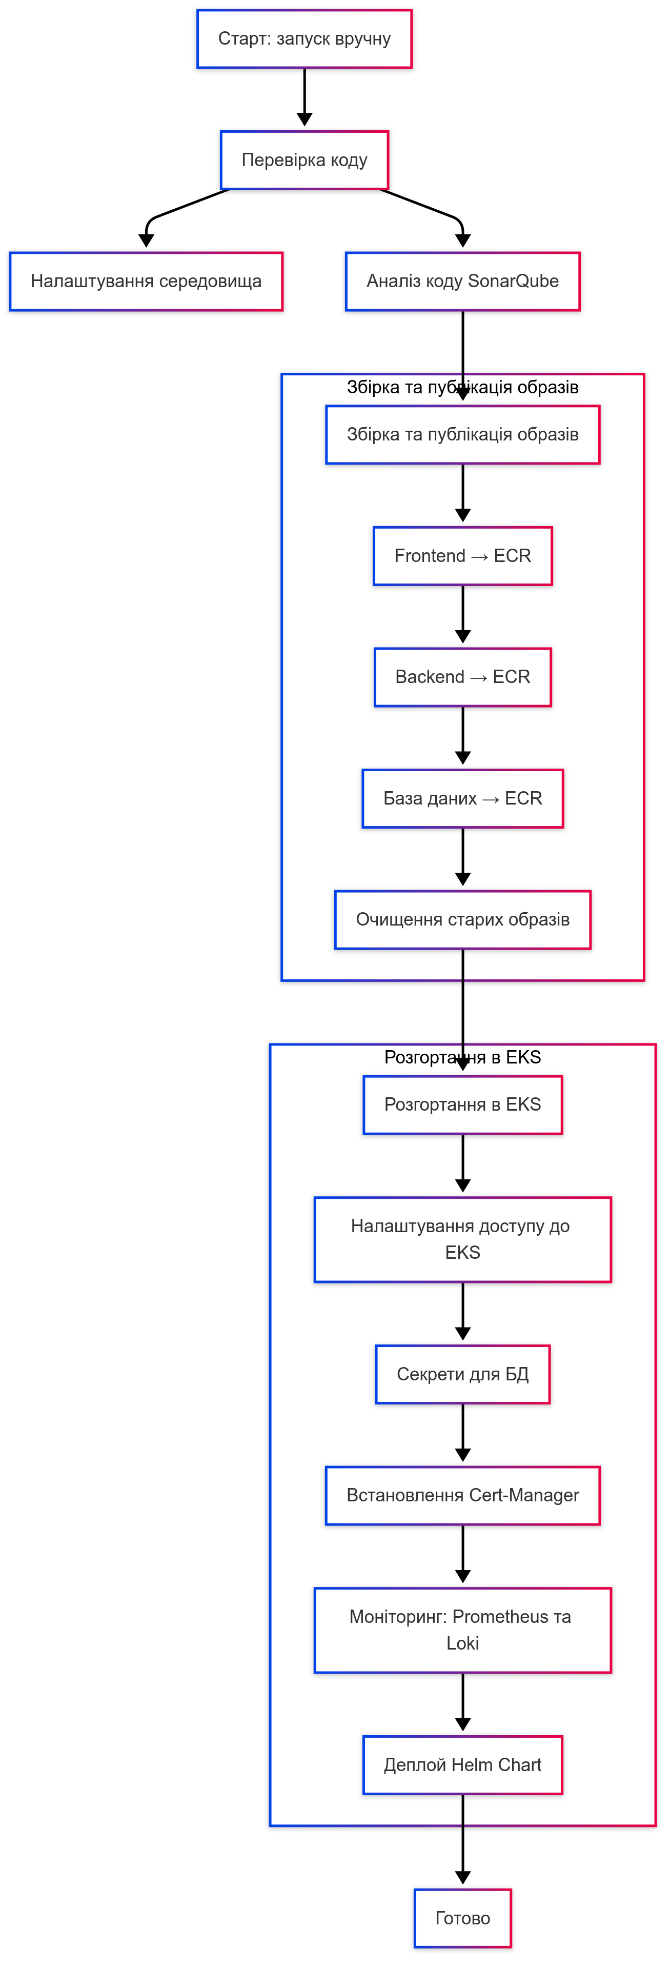 Старт: запуск вручну
Перевірка коду
Налаштування середовища
Аналіз коду SonarQube
Збірка та публікація образів
Збірка та публікація образів
Frontend → ECR
Backend → ECR
База даних → ECR
Очищення старих образів
Розгортання в EKS
Розгортання в EKS
Налаштування доступу до
EKS
Секрети для БД
Встановлення Cert-Manager
Моніторинг: Prometheus та
Loki
Деплой Helm Chart
Готово